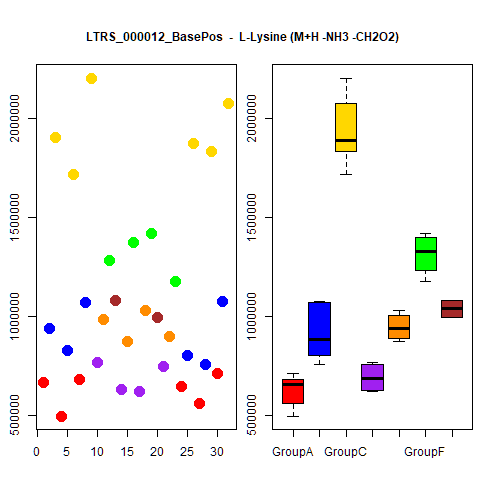 LTRS_000012_BasePos - L-Lysine (M+H -NH3 -CH2O2)
2000000
1500000
1000000
500000
0 5 10 15 20 25 30
2000000
1500000
1000000
500000
GroupA GroupC GroupF